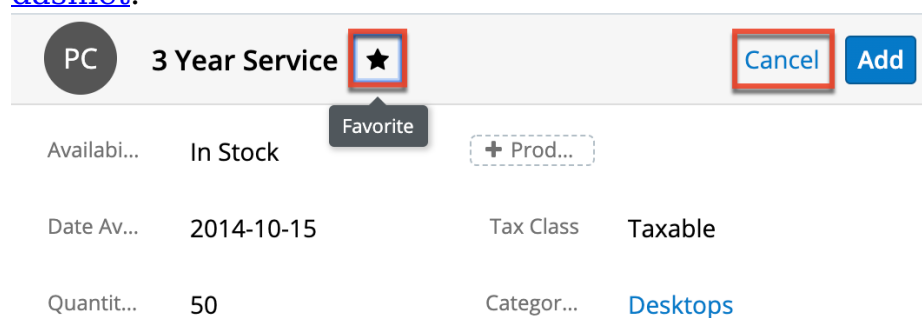 PC 3 Year Service Cancel Add
Favorite
Availabi... In Stock + Prod...
Date Av... 2014-10-15 Tax Class Taxable
Quantit... 50 Categor... Desktops